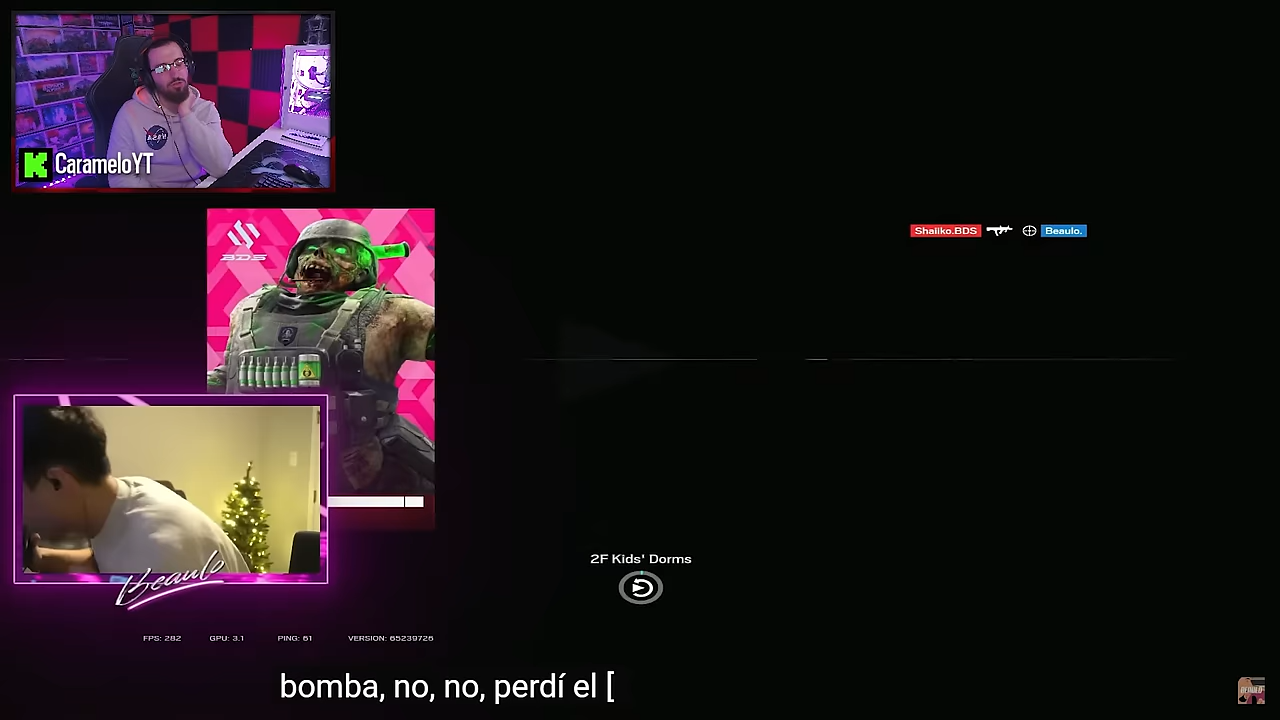 CarameloYT
BDS
Shaiiko.BDS
Beaulo.
Beaulo
2F Kids' Dorms
FPS: 282 GPU: 3.1 PING: 61 VERSION: 65239726
bomba, no, no, perdí el [